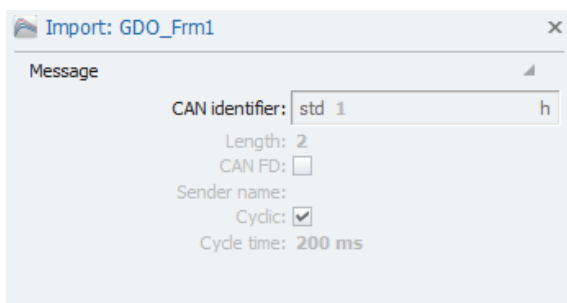 Import: GDO_Frm1
Message
CAN identifier: std 1 h
Length: 2
CAN FD:
Sender name:
Cyclic:
Cycle time: 200 ms